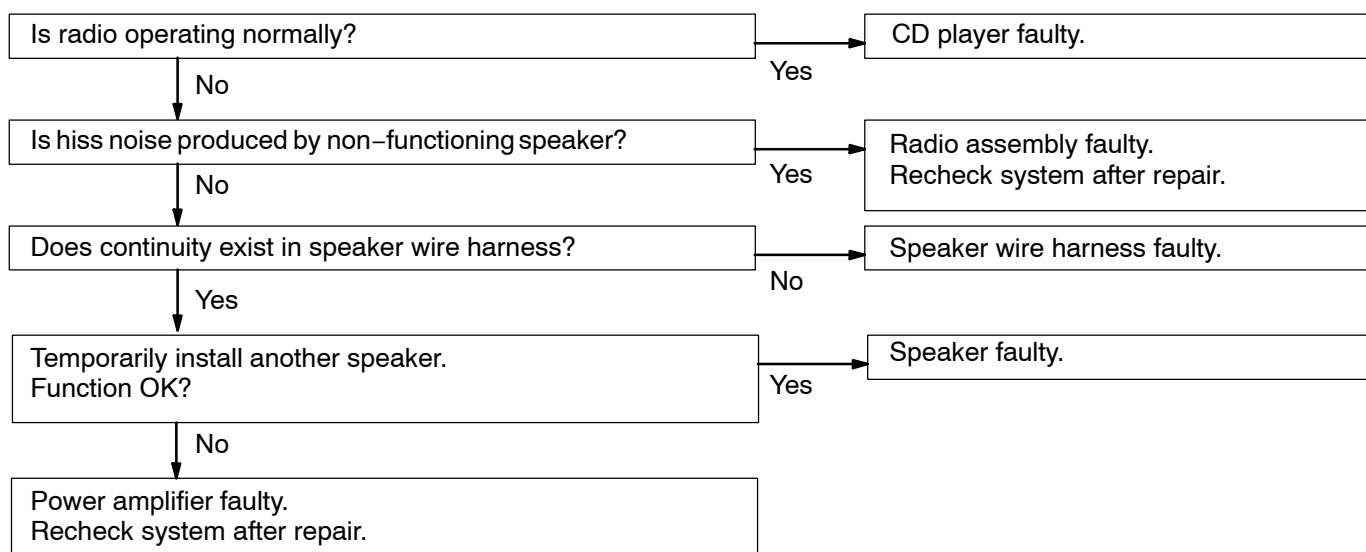 Is radio operating normally?
CD player faulty.
Yes
No
Is hiss noise produced by non−functioning speaker?
Radio assembly faulty.
Recheck system after repair.
Yes
No
Does continuity exist in speaker wire harness?
Speaker wire harness faulty.
No
Yes
Temporarily install another speaker.
Function OK?
Speaker faulty.
Yes
No
Power amplifier faulty.
Recheck system after repair.